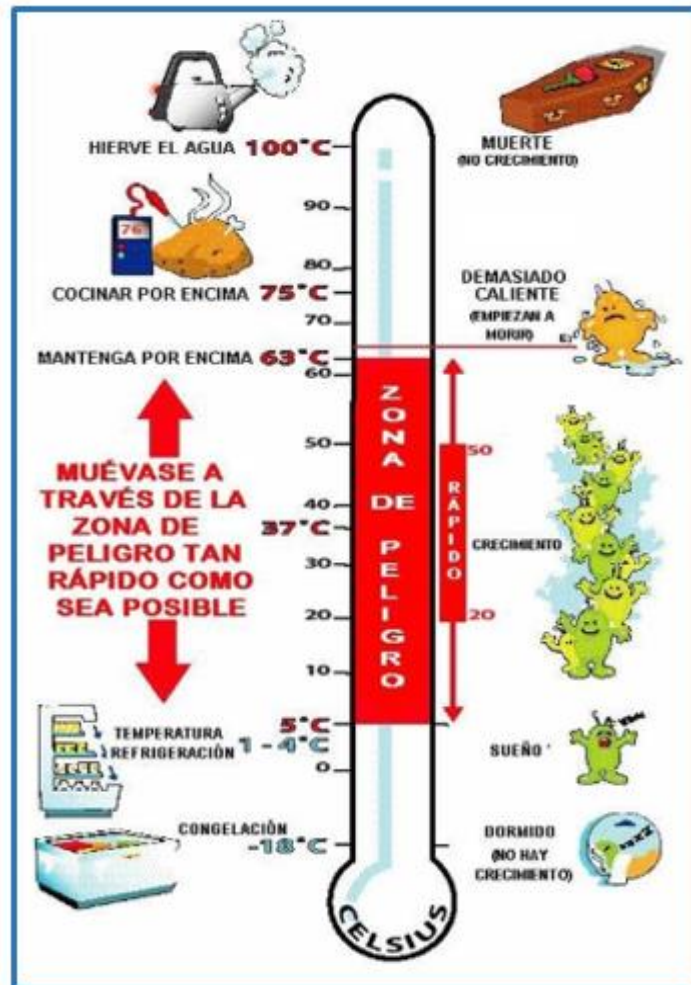 HIERVE EL AGUA 100°C
MUERTE
(NO CRECIMIENTO)
90
76°
80
COCINAR POR ENCIMA 75°C
DEMASIADO
CALIENTE
(EMPIEZAN A
MORIR)
70
MANTENGA POR ENCIMA 63°C
60
ZONA DE PELIGRO
50
50
RÁPIDO
MUÉVASE A
TRAVÉS DE LA
ZONA DE
PELIGRO TAN
RÁPIDO COMO
SEA POSIBLE
40
37°C
CRECIMIENTO
30
20
20
10
5°C
TEMPERATURA
REFRIGERACIÓN 1 - 4°C
SUEÑO
0
CONGELACIÓN
-18°C
DORMIDO
(NO HAY
CRECIMIENTO)
CELSIUS